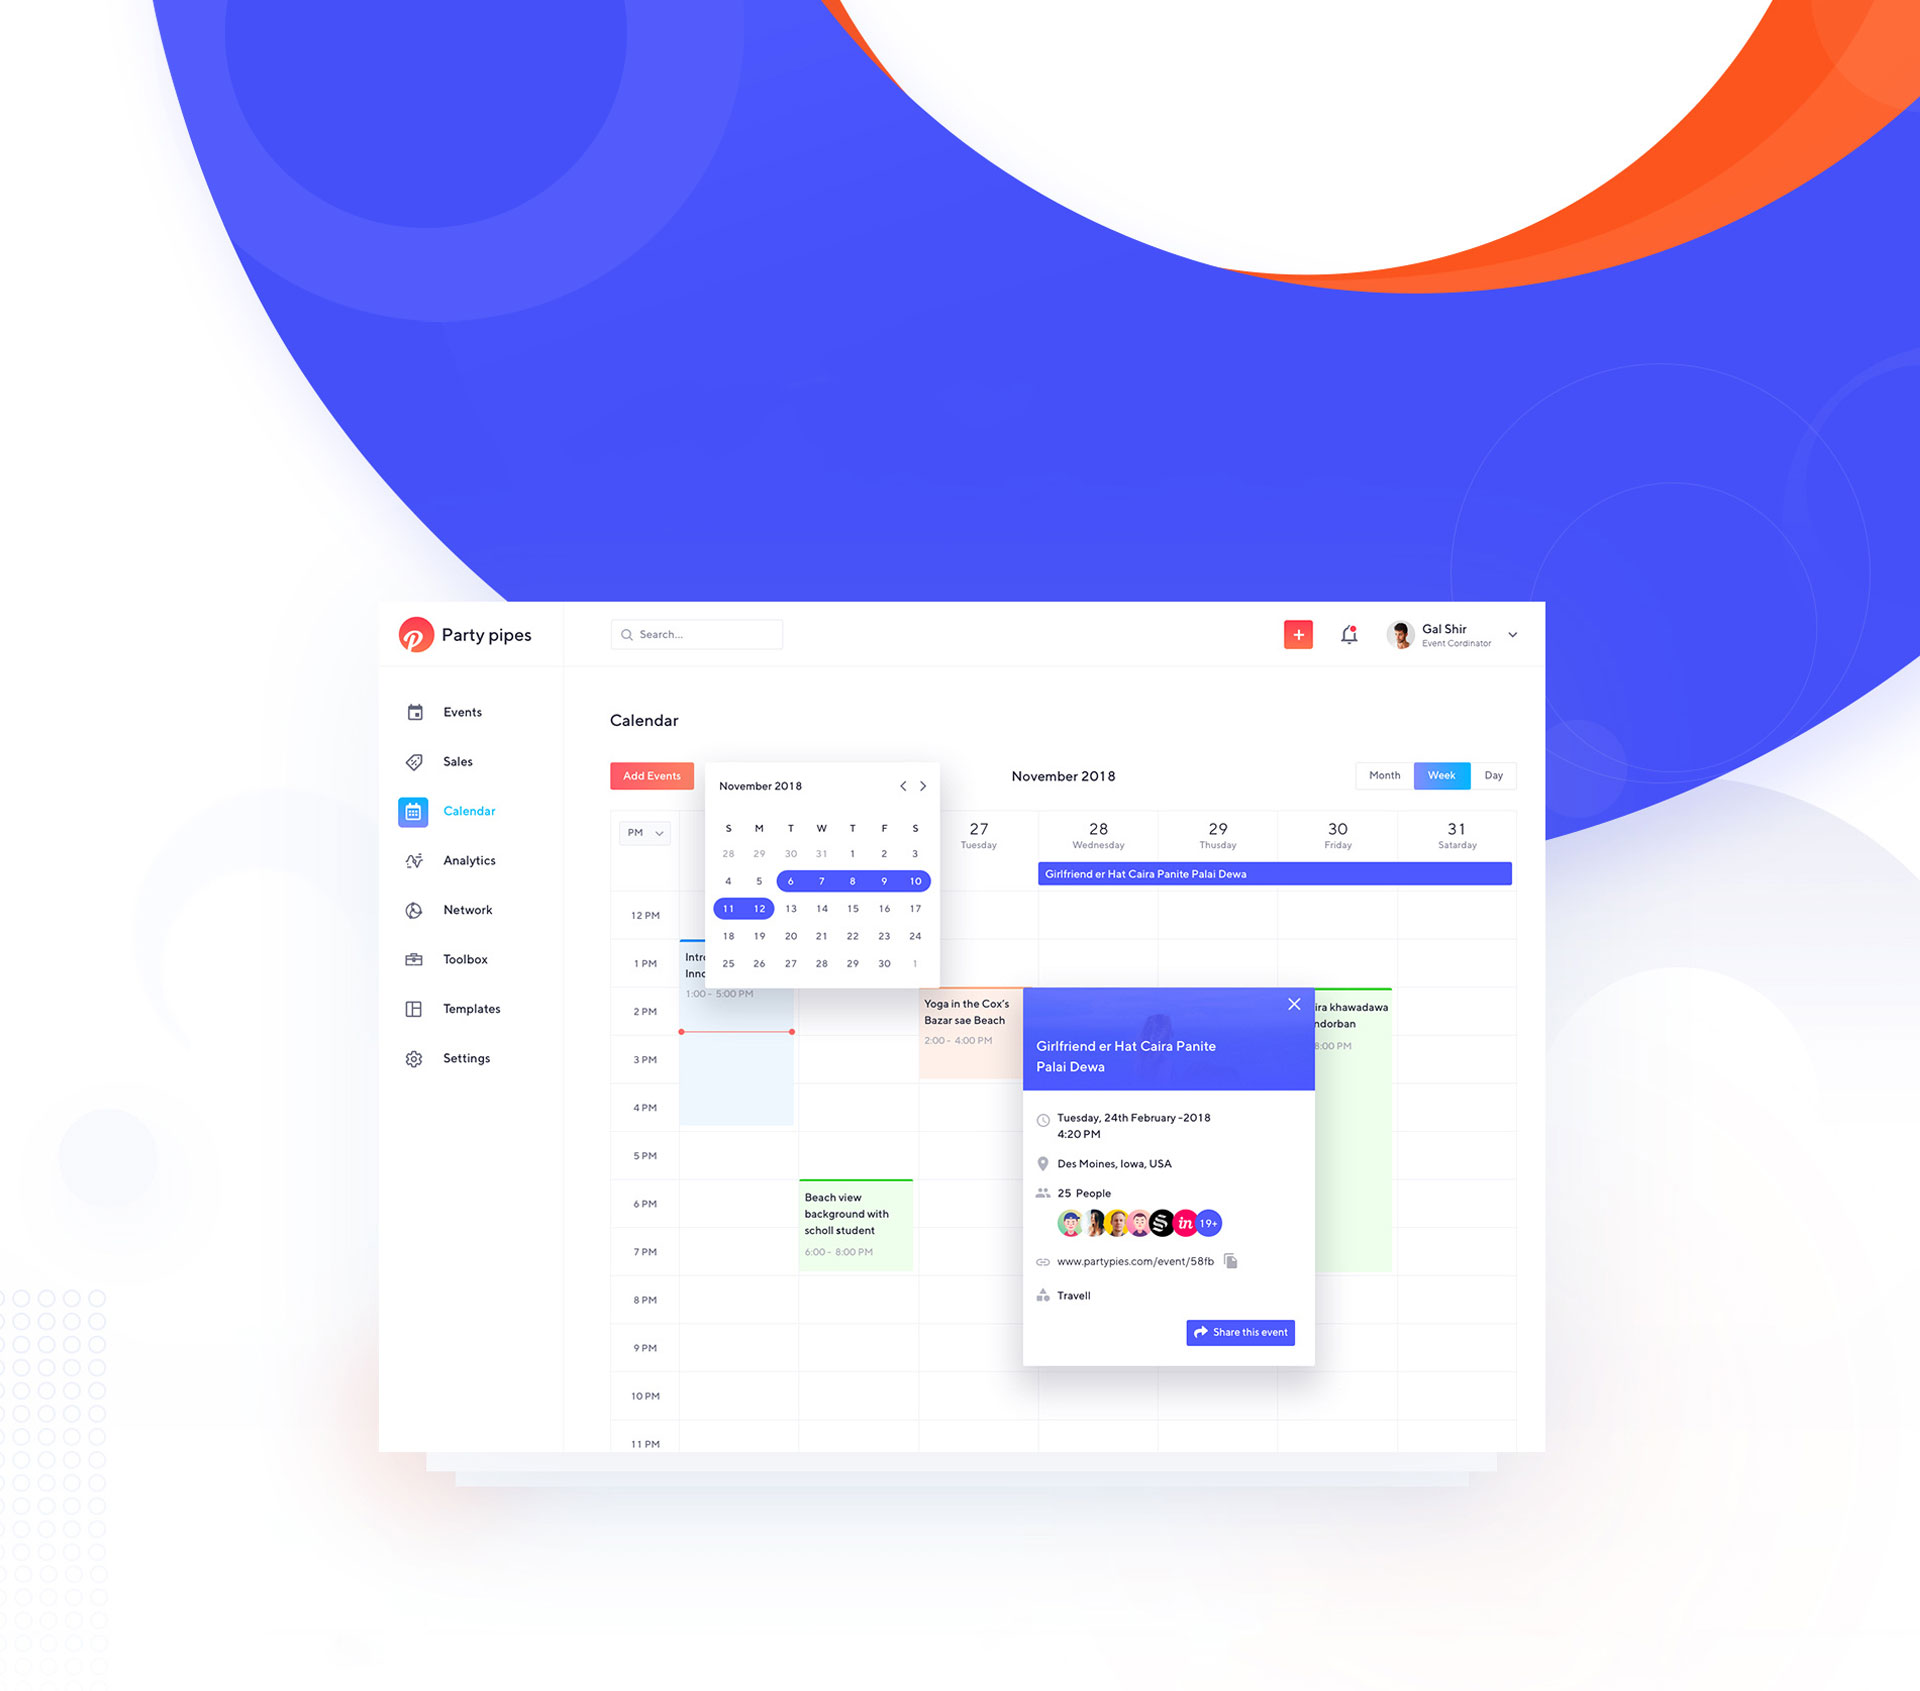 Party pipes
Search...
+
Gal Shir
Event Cordinator
Events
Sales
Calendar
Analytics
Network
Toolbox
Templates
Settings
Calendar
Add Events
November 2018
Month Week Day
November 2018
S M T W T F S
28 29 30 31 1 2 3
4 5 6 7 8 9 10
11 12 13 14 15 16 17
18 19 20 21 22 23 24
25 26 27 28 29 30 1
PM
27 28 29 30 31
Tuesday Wednesday Thusday Friday Satarday
Girlfriend er Hat Caira Panite Palai Dewa
12 PM
1 PM
2 PM
3 PM
4 PM
5 PM
6 PM
7 PM
8 PM
9 PM
10 PM
11 PM
Intr
Inno
1:00 - 5:00 PM
Beach view
background with
scholl student
6:00 - 8:00 PM
Yoga in the Cox's
Bazar sae Beach
2:00 - 4:00 PM
ira khawadawa
ndorban
8:00 PM
Girlfriend er Hat Caira Panite
Palai Dewa
Tuesday, 24th February -2018
4:20 PM
Des Moines, Iowa, USA
25 People
in 19+
www.partypies.com/event/58fb
Travell
Share this event